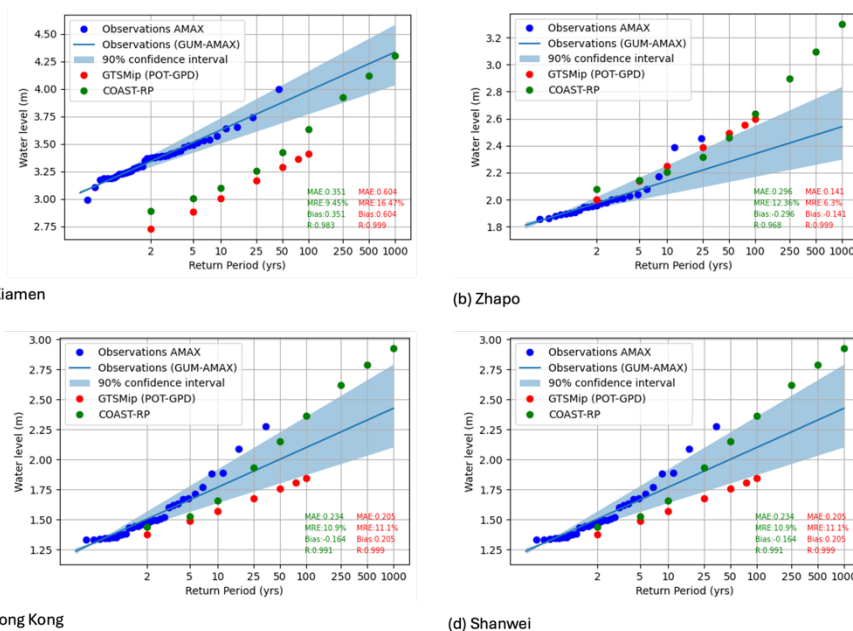 Observations AMAX
Observations (GUM-AMAX)
90% confidence interval
GTSMip (POT-GPD)
COAST-RP
4.50
4.25
4.00
3.75
3.50
3.25
3.00
2.75
Water level (m)
MAE:0.351 MAE:0.604
MRE:9.45% MRE:16.47%
Bias:0.351 Bias:0.604
R:0.983 R:0.999
2 5 10 25 50 100 250 500 1000
Return Period (yrs)
iamen
Observations AMAX
Observations (GUM-AMAX)
90% confidence interval
GTSMip (POT-GPD)
COAST-RP
3.2
3.0
2.8
2.6
2.4
2.2
2.0
1.8
Water level (m)
MAE:0.296 MAE:0.141
MRE:12.36% MRE:6.3%
Bias:-0.296 Bias:-0.141
R:0.968 R:0.999
2 5 10 25 50 100 250 500 1000
Return Period (yrs)
(b) Zhapo
Observations AMAX
Observations (GUM-AMAX)
90% confidence interval
GTSMip (POT-GPD)
COAST-RP
3.00
2.75
2.50
2.25
2.00
1.75
1.50
1.25
Water level (m)
MAE:0.234 MAE:0.205
MRE:10.9% MRE:11.1%
Bias:-0.164 Bias:0.205
R:0.991 R:0.999
2 5 10 25 50 100 250 500 1000
Return Period (yrs)
ong Kong
Observations AMAX
Observations (GUM-AMAX)
90% confidence interval
GTSMip (POT-GPD)
COAST-RP
3.00
2.75
2.50
2.25
2.00
1.75
1.50
1.25
Water level (m)
MAE:0.234 MAE:0.205
MRE:10.9% MRE:11.1%
Bias:-0.164 Bias:0.205
R:0.991 R:0.999
2 5 10 25 50 100 250 500 1000
Return Period (yrs)
(d) Shanwei